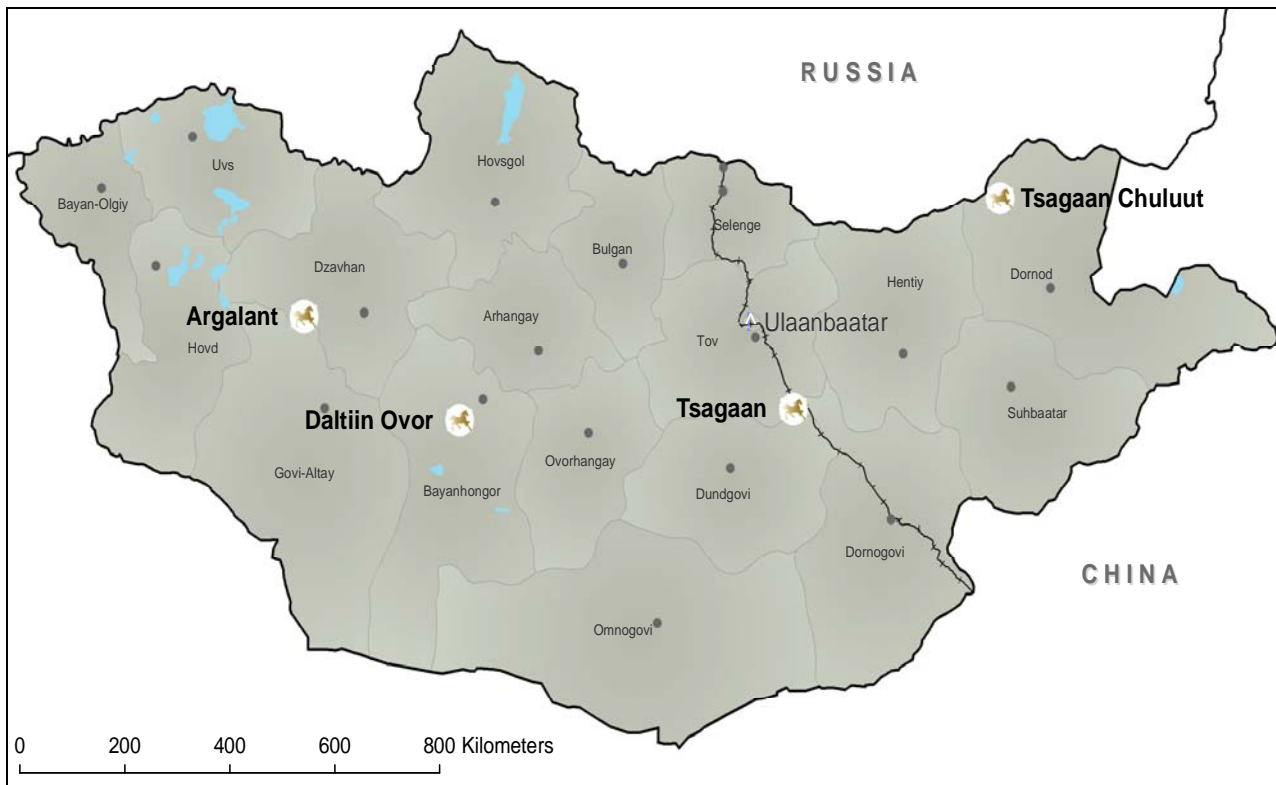 RUSSIA
Hovsgol
Uvs
Bayan-Olgiy
Tsagaan Chuluut
Selenge
Bulgan
Dzavhan
Hentiy
Dornod
Argalant
Arhangay
Ulaanbaatar
Tov
Hovd
Daltiin Ovor
Tsagaan
Suhbaatar
Ovorhangay
Govi-Altay
Bayanhongor
Dundgovi
Dornogovi
CHINA
Omnogovi
0 200 400 600 800 Kilometers